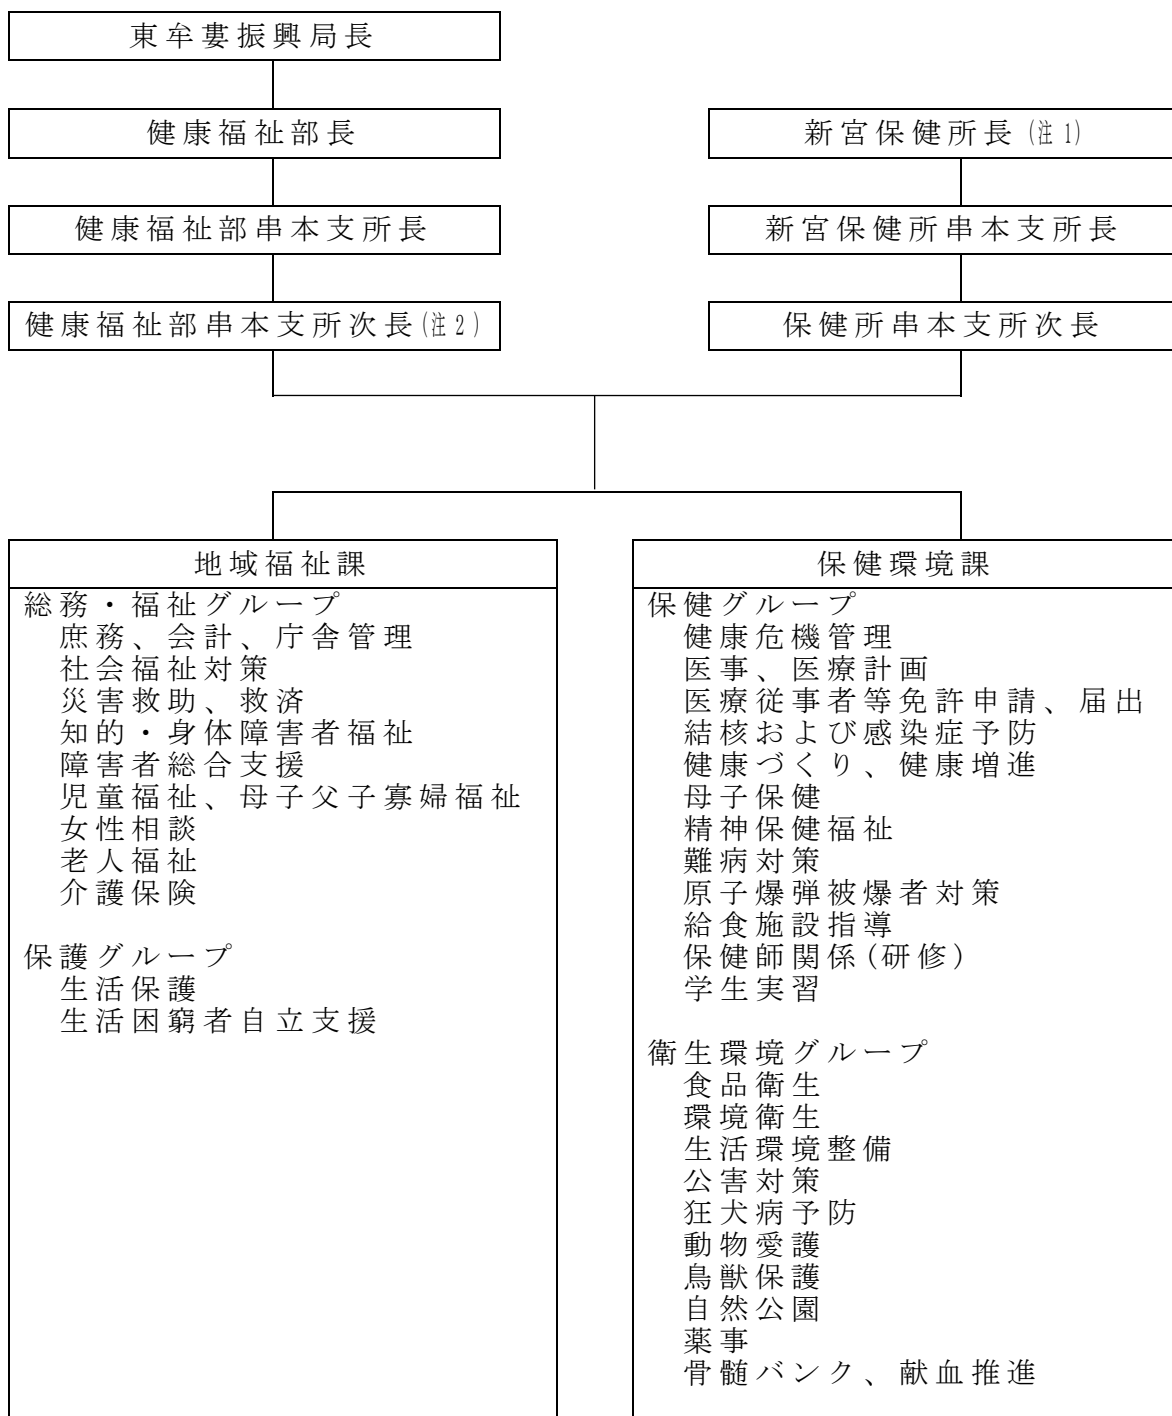 東牟婁振興局長
健康福祉部長
新宮保健所長(注1)
健康福祉部串本支所長
新宮保健所串本支所長
健康福祉部串本支所次長(注2)
保健所串本支所次長
地域福祉課
総務・福祉グループ
庶務、会計、庁舎管理
社会福祉対策
災害救助、救済
知的・身体障害者福祉
障害者総合支援
児童福祉、母子父子寡婦福祉
女性相談
老人福祉
介護保険
保護グループ
生活保護
生活困窮者自立支援
保健環境課
保健グループ
健康危機管理
医事、医療計画
医療従事者等免許申請、届出
結核および感染症予防
健康づくり、健康増進
母子保健
精神保健福祉
難病対策
原子爆弾被爆者対策
給食施設指導
保健師関係(研修)
学生実習
衛生環境グループ
食品衛生
環境衛生
生活環境整備
公害対策
狂犬病予防
動物愛護
鳥獣保護
自然公園
薬事
骨髄バンク、献血推進